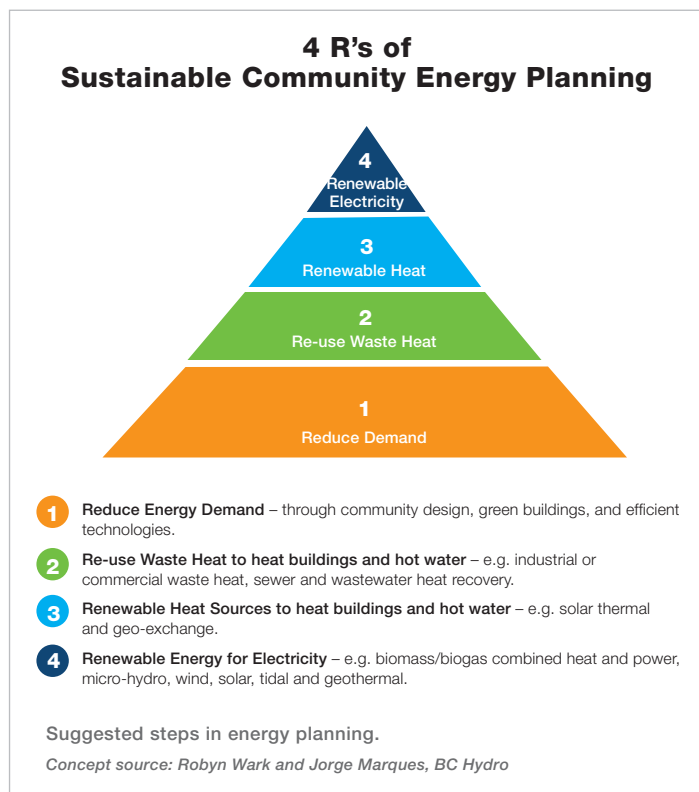 4 R’s of
Sustainable Community Energy Planning
4
Renewable
Electricity
3
Renewable Heat
2
Re-use Waste Heat
1
Reduce Demand
1 Reduce Energy Demand – through community design, green buildings, and efficient
technologies.
2 Re-use Waste Heat to heat buildings and hot water – e.g. industrial or
commercial waste heat, sewer and wastewater heat recovery.
3 Renewable Heat Sources to heat buildings and hot water – e.g. solar thermal
and geo-exchange.
4 Renewable Energy for Electricity – e.g. biomass/biogas combined heat and power,
micro-hydro, wind, solar, tidal and geothermal.
Suggested steps in energy planning.
Concept source: Robyn Wark and Jorge Marques, BC Hydro